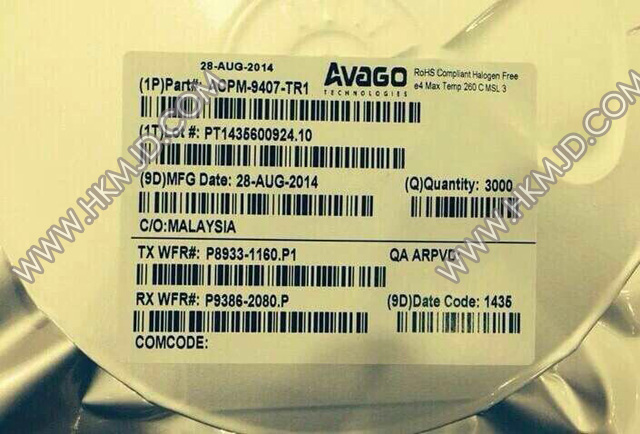 28-AUG-2014
AVAGO
TECHNOLOGIES
RoHS Compliant Halogen Free
e4 Max Temp 260 C MSL 3
(1P)Part#: ACPM-9407-TR1
(1T)Lot #: PT1435600924.10
(9D)MFG Date: 28-AUG-2014
(Q)Quantity: 3000
C/O:MALAYSIA
TX WFR#: P8933-1160.P1
QA ARPVD
RX WFR#: P9386-2080.P
(9D)Date Code: 1435
COMCODE:
WWW.HKMJD.COM
WWW.HKMJD.COM
WWW.HKMJD.COM